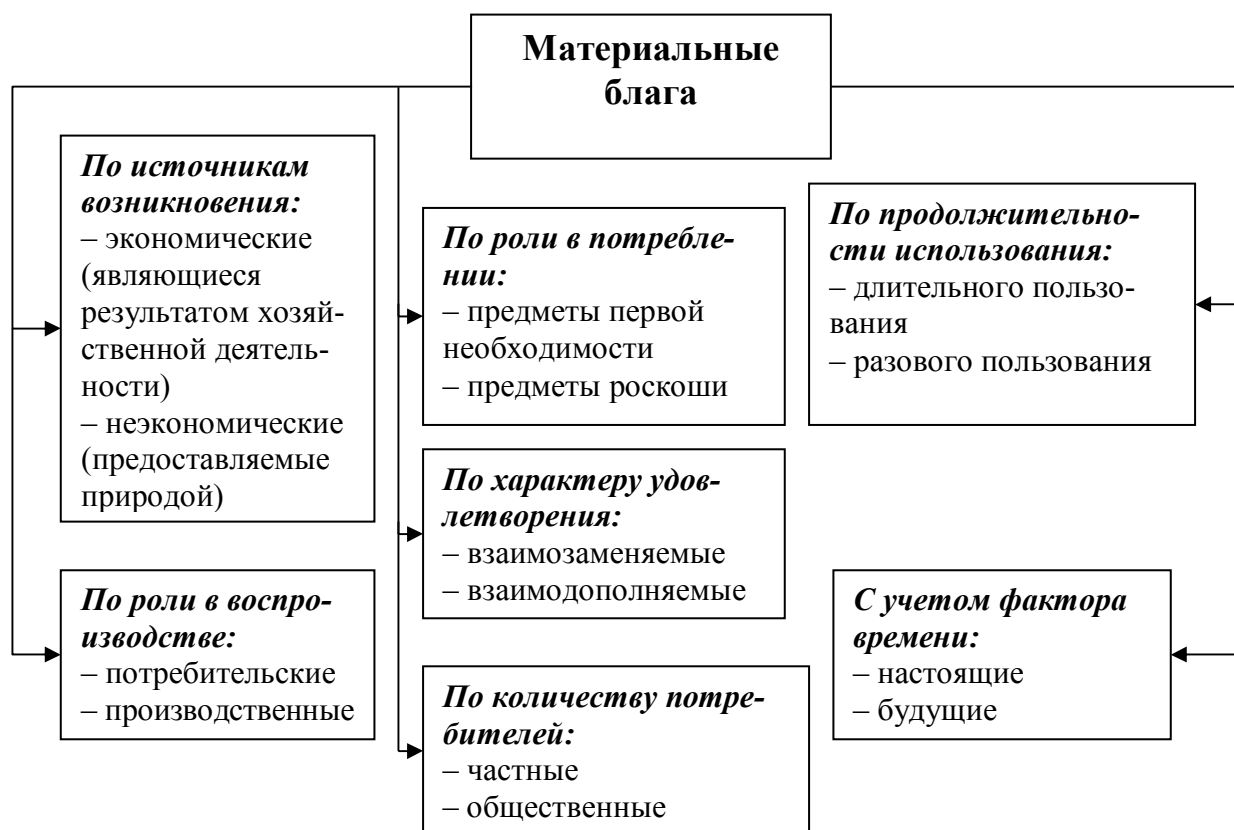 Материальные
блага
По источникам
возникновения:
– экономические
(являющиеся
результатом хозяй-
ственной деятель-
ности)
– неэкономические
(предоставляемые
природой)
По роли в воспро-
изводстве:
– потребительские
– производственные
По роли в потребле-
нии:
– предметы первой
необходимости
– предметы роскоши
По характеру удов-
летворения:
– взаимозаменяемые
– взаимодополняемые
По количеству потре-
бителей:
– частные
– общественные
По продолжительно-
сти использования:
– длительного пользо-
вания
– разового пользования
С учетом фактора
времени:
– настоящие
– будущие